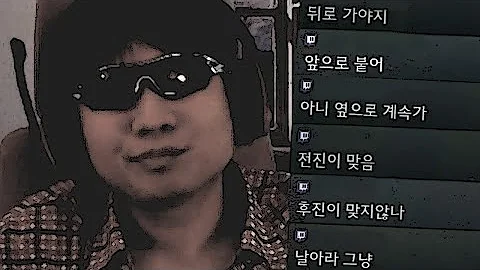 뒤로 가야지
앞으로 붙어
아니 옆으로 계속가
전진이 맞음
후진이 맞지않나
날아라 그냥